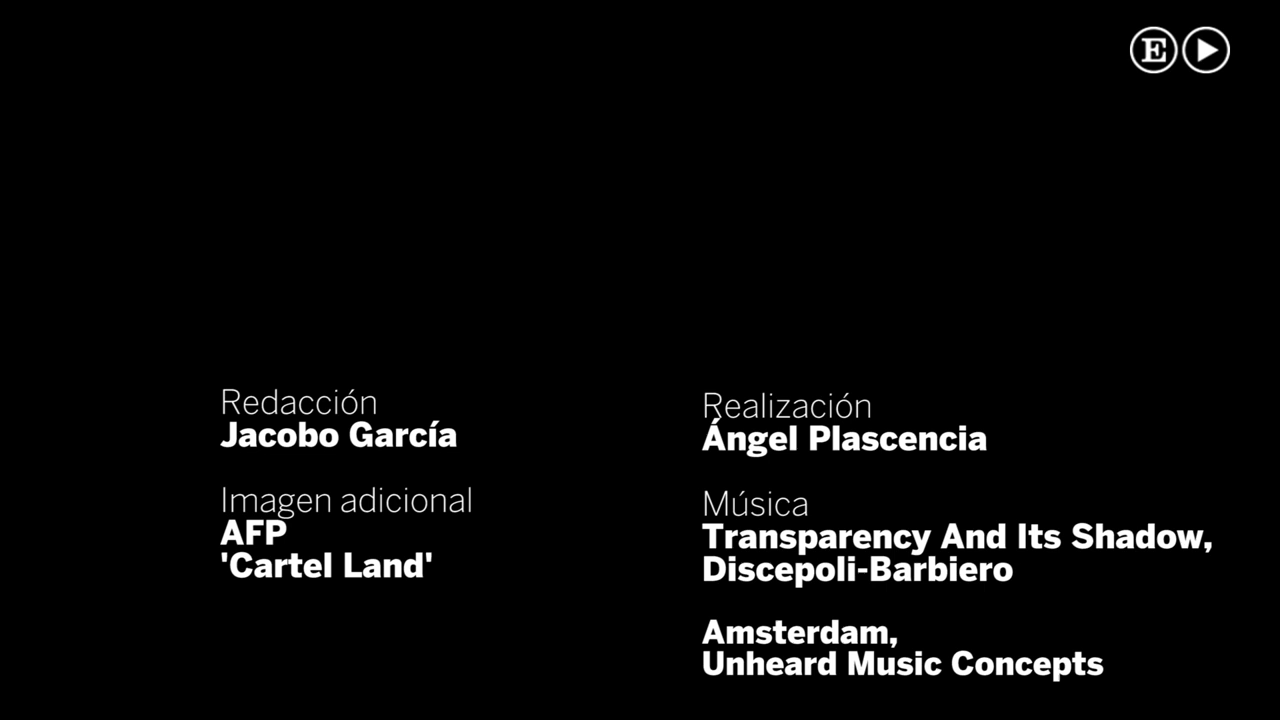 E
Redacción
Jacobo García
Imagen adicional
AFP
'Cartel Land'
Realización
Ángel Plascencia
Música
Transparency And Its Shadow,
Discepoli-Barbiero
Amsterdam,
Unheard Music Concepts